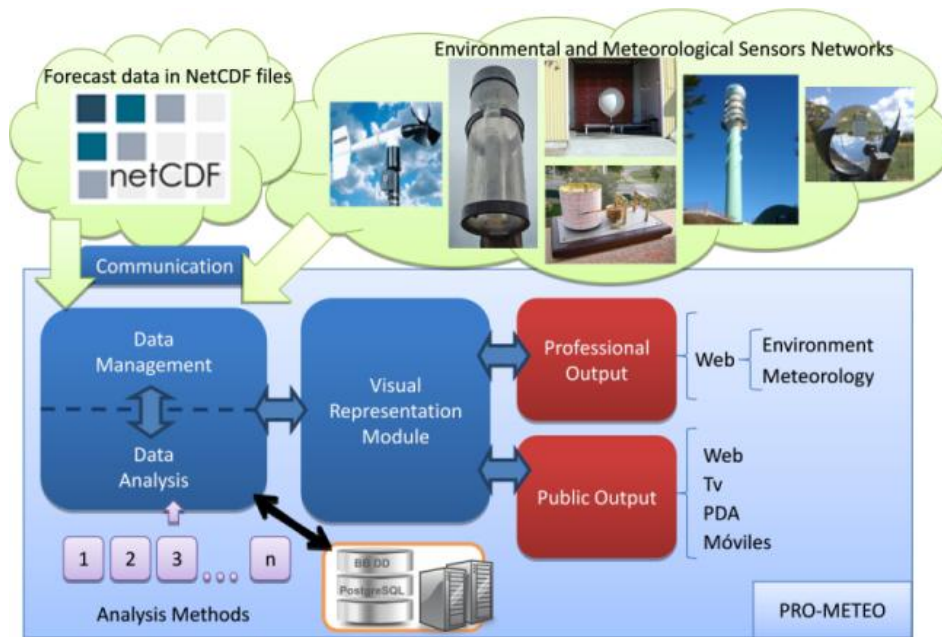 Environmental and Meteorological Sensors Networks
Forecast data in NetCDF files
netCDF
Communication
Data
Management
Data
Analysis
Visual
Representation
Module
Professional
Output
Web
Environment
Meteorology
Public Output
Web
Tv
PDA
Móviles
1 2 3 ... n
Analysis Methods
BB DD
PostgreSQL
PRO-METEO